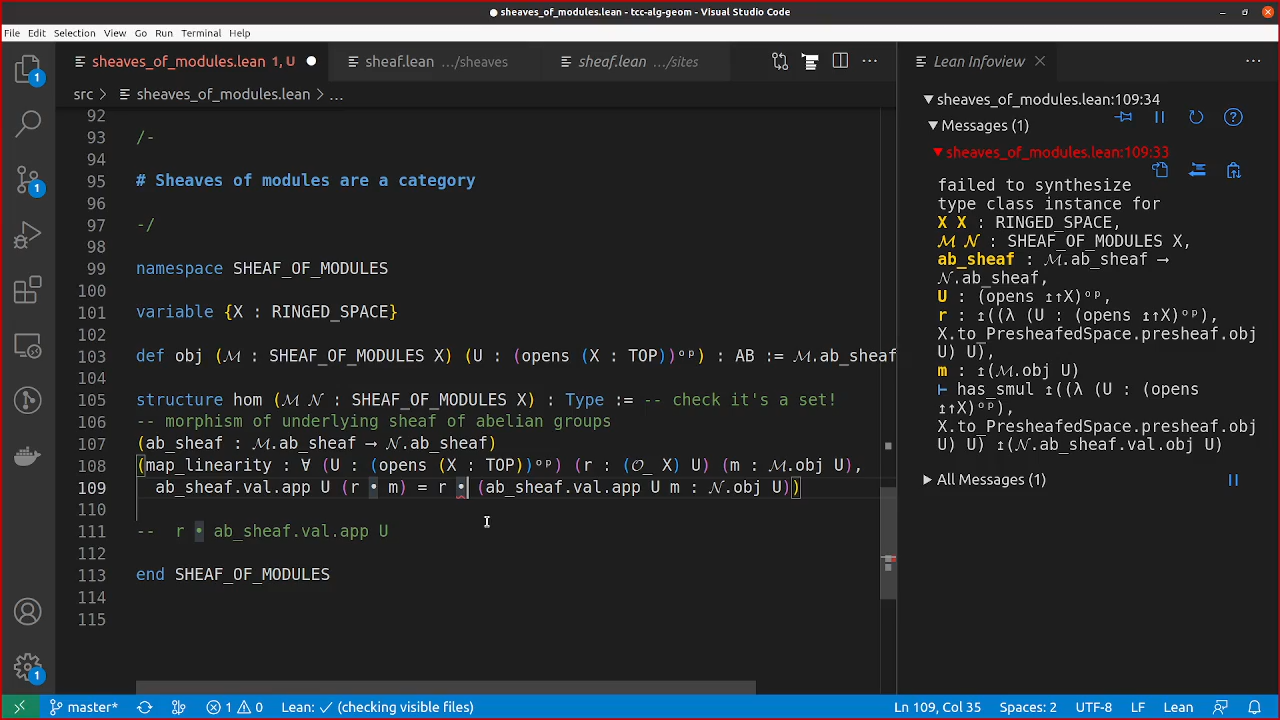 ● sheaves_of_modules.lean - tcc-alg-geom - Visual Studio Code
File Edit Selection View Go Run Terminal Help
sheaves_of_modules.lean 1, U ●
sheaf.lean .../sheaves
sheaf.lean .../sites
Lean Infoview
src > sheaves_of_modules.lean > ...
92
93 /-
94
95 # Sheaves of modules are a category
96
97 -/
98
99 namespace SHEAF_OF_MODULES
100
101 variable {X : RINGED_SPACE}
102
103 def obj (ℳ : SHEAF_OF_MODULES X) (U : (opens (X : TOP))ᵒᵖ) : AB := ℳ.ab_sheaf
104
105 structure hom (ℳ 𝒩 : SHEAF_OF_MODULES X) : Type := -- check it's a set!
106 -- morphism of underlying sheaf of abelian groups
107 (ab_sheaf : ℳ.ab_sheaf ⟶ 𝒩.ab_sheaf)
108 (map_linearity : ∀ (U : (opens (X : TOP))ᵒᵖ) (r : (𝒪_ X) U) (m : ℳ.obj U),
109 ab_sheaf.val.app U (r • m) = r • (ab_sheaf.val.app U m : 𝒩.obj U))
110
111 --  r • ab_sheaf.val.app U
112
113 end SHEAF_OF_MODULES
114
115
sheaves_of_modules.lean:109:34
Messages (1)
sheaves_of_modules.lean:109:33
failed to synthesize
type class instance for
X X : RINGED_SPACE,
ℳ 𝒩 : SHEAF_OF_MODULES X,
ab_sheaf : ℳ.ab_sheaf ⟶
𝒩.ab_sheaf,
U : (opens ↥↑X)ᵒᵖ,
r : ↥((λ (U : (opens ↥↑X)ᵒᵖ),
X.to_PresheafedSpace.presheaf.obj
U) U),
m : ↥(ℳ.obj U)
⊢ has_smul ↥((λ (U : (opens
↥↑X)ᵒᵖ),
X.to_PresheafedSpace.presheaf.obj
U) U) ↥(𝒩.ab_sheaf.val.obj U)
All Messages (1)
1
1
1
master* 1 0 Lean: ✓ (checking visible files) Ln 109, Col 35 Spaces: 2 UTF-8 LF Lean